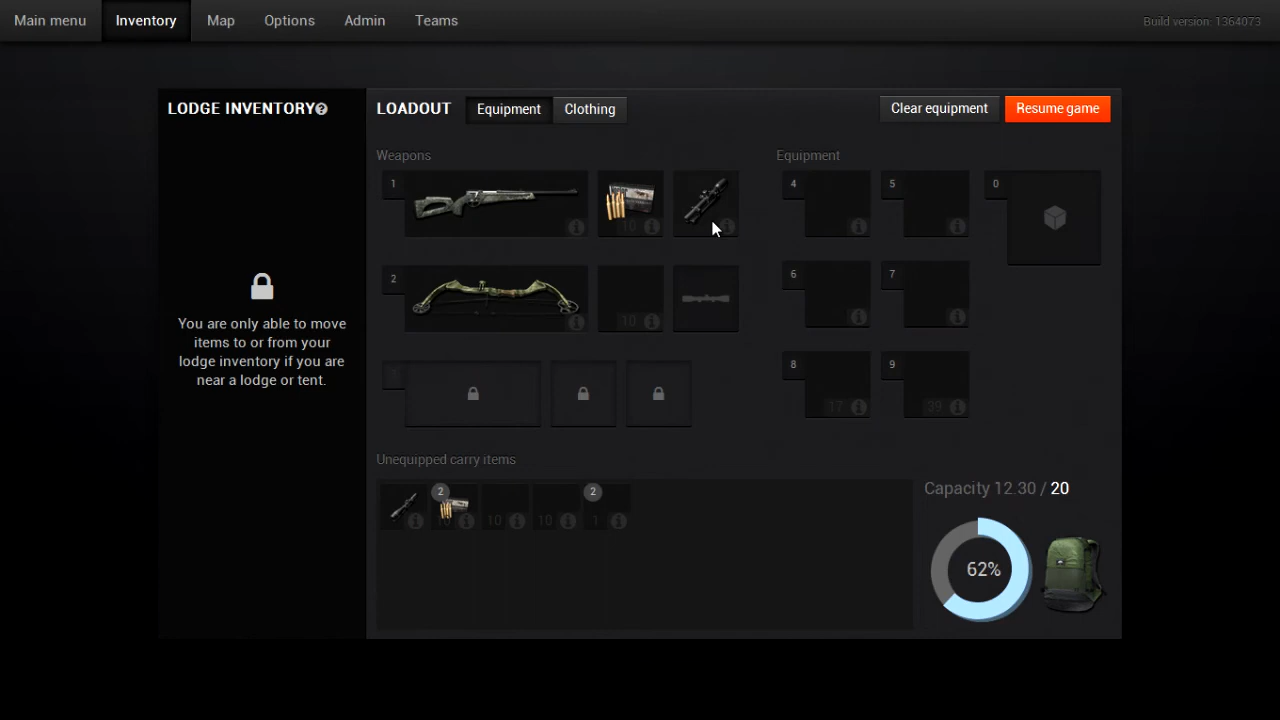 Main menu Inventory Map Options Admin Teams Build version: 1364073
LODGE INVENTORY? LOADOUT Equipment Clothing Clear equipment Resume game
Weapons Equipment
1 4 5 0
10
2 6 7
10
You are only able to move
items to or from your
lodge inventory if you are
near a lodge or tent.
8 9
17 39
Unequipped carry items
2 2
10 10 10 1
Capacity 12.30 / 20
62%